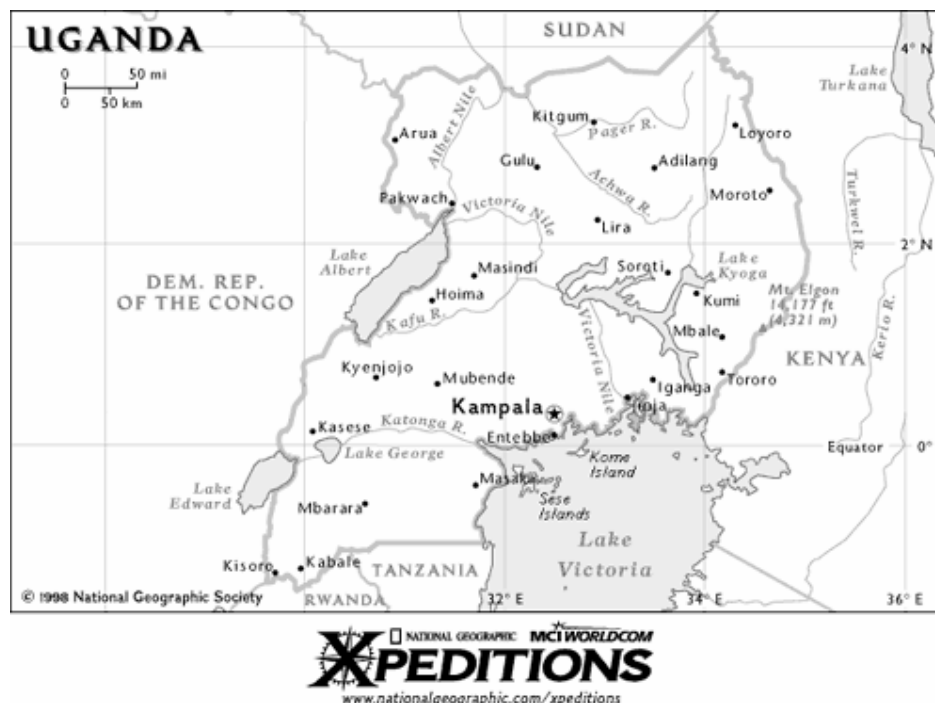 UGANDA
0 50 mi
0 50 km
SUDAN
4° N
Lake
Turkana
Albert Nile
Kitgum
Pager R.
Loyoro
Arua
Gulu
Adilang
Achwa R.
Moroto
Pakwach
Victoria Nile
Lira
Turkwel R.
2° N
Lake
Albert
Masindi
Soroti
Lake
Kyoga
DEM. REP.
OF THE CONGO
Hoima
Kafu R.
Kumi
Mt. Elgon
14,177 ft
(4,321 m)
Mbale
Victoria Nile
KENYA
Kerio R.
Kyenjojo
Mubende
Iganga
Tororo
Kampala
Jinja
Kasese
Katonga R.
Entebbe
Equator
0°
Lake George
Kome
Island
Lake
Edward
Masaka
Sese
Islands
Mbarara
Lake
Victoria
Kisoro
Kabale
TANZANIA
© 1998 National Geographic Society
RWANDA
32° E
34° E
36° E
NATIONAL GEOGRAPHIC
MCI WORLDCOM
XPEDITIONS
www.nationalgeographic.com/xpeditions